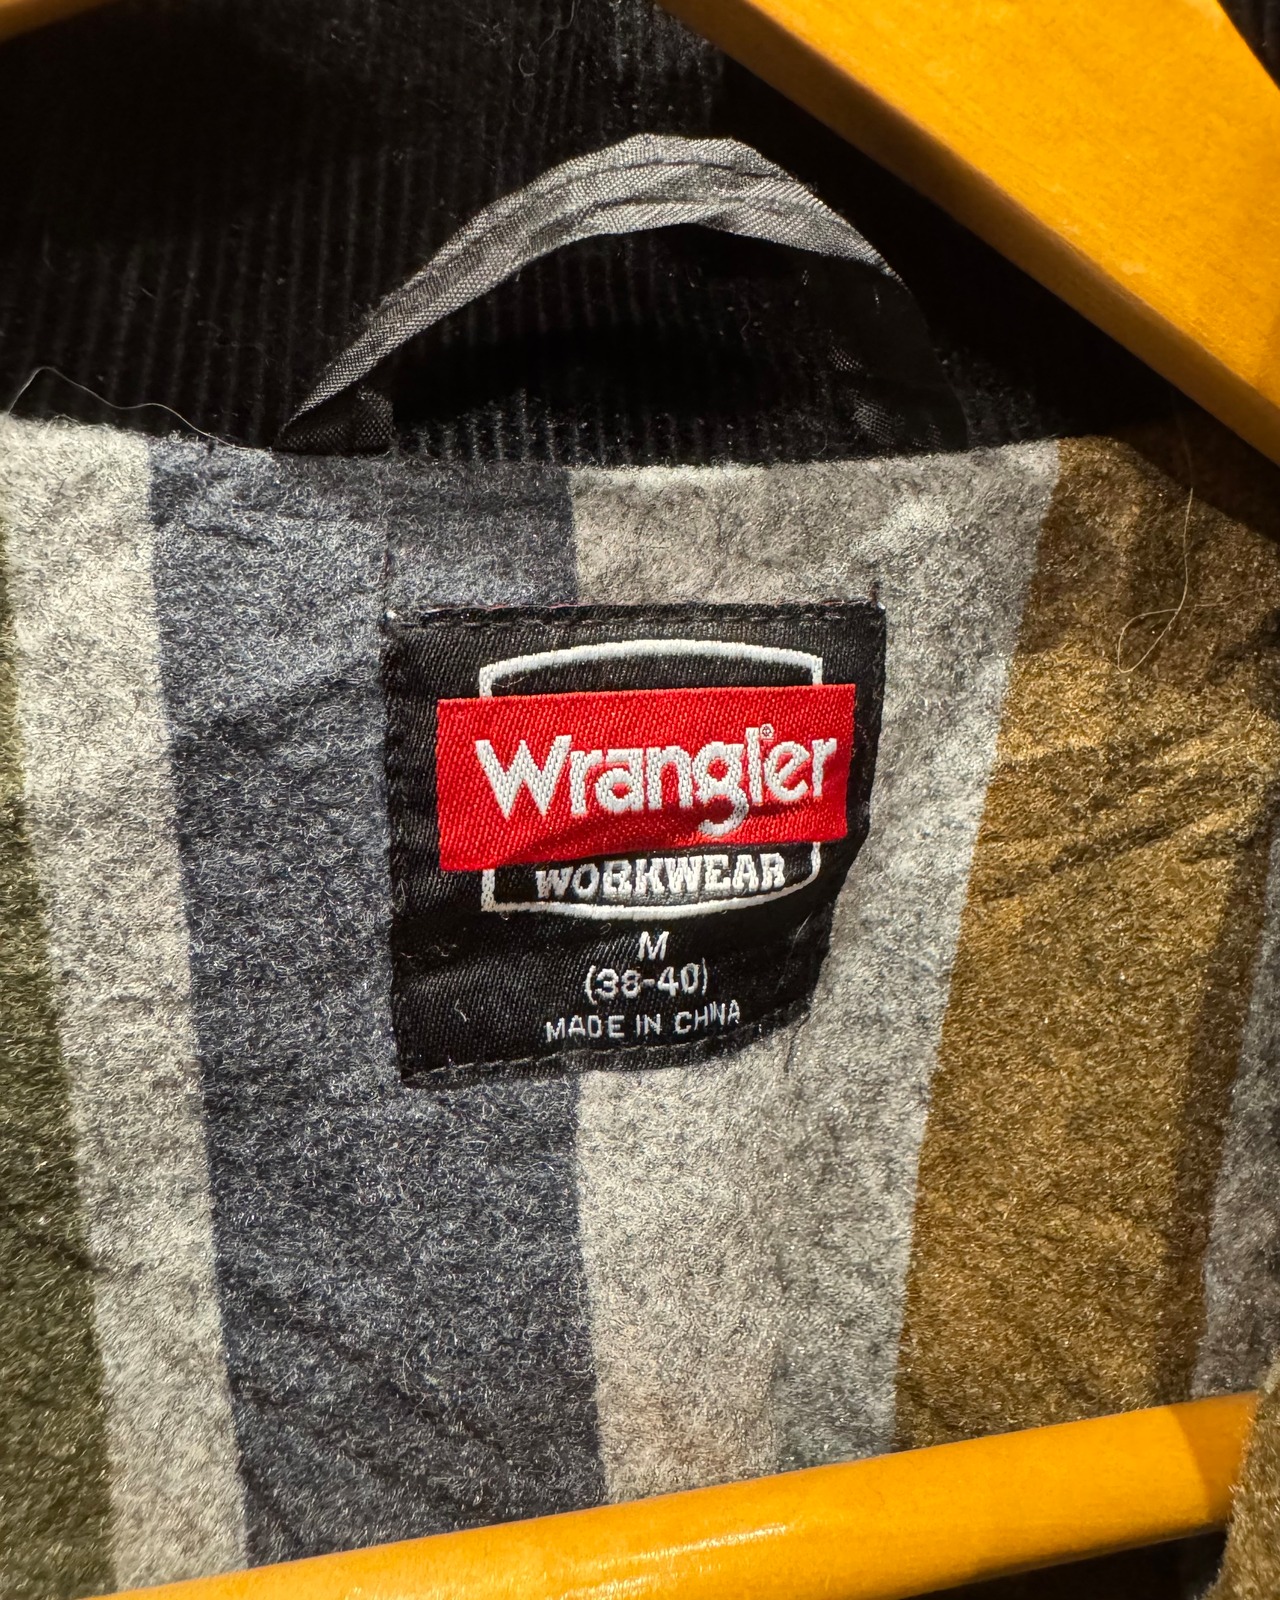 Wrangler®
WORKWEAR
M
(38-40)
MADE IN CHINA